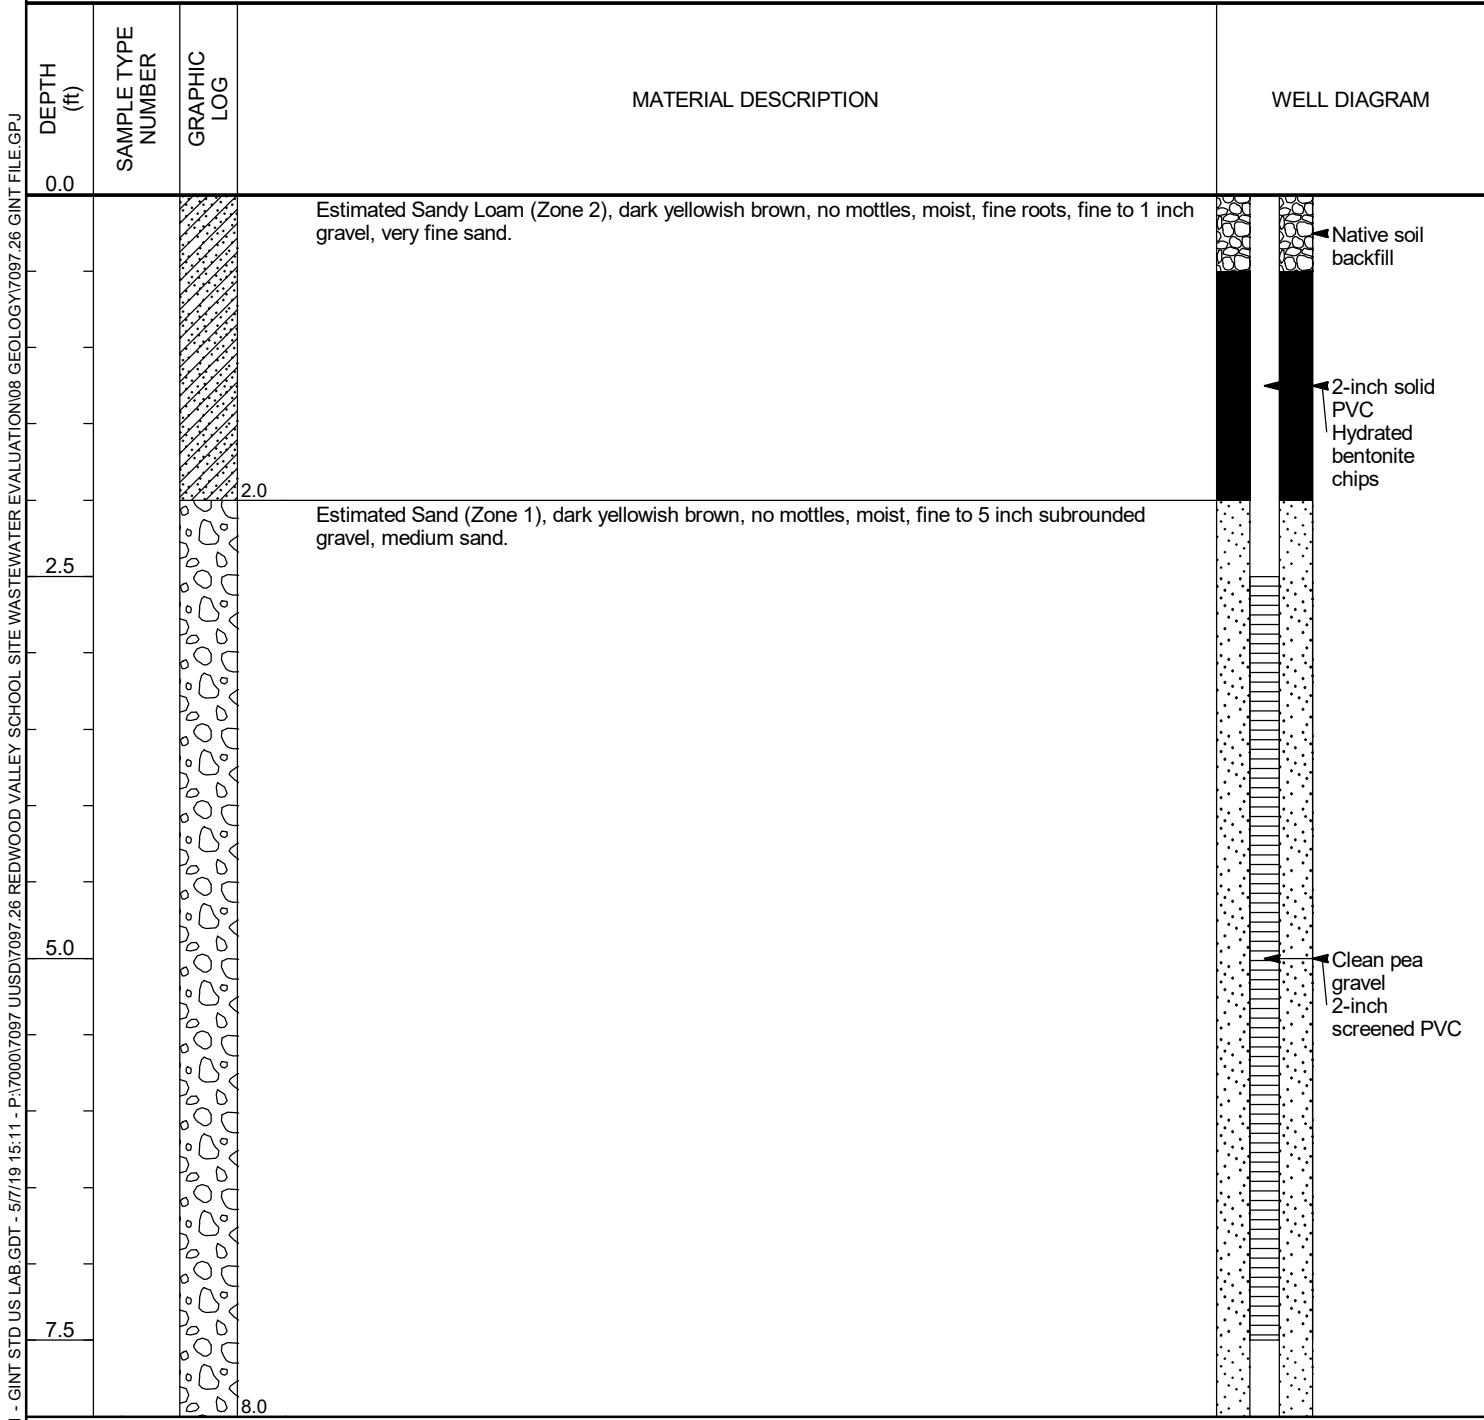 DEPTH
(ft)
SAMPLE TYPE
NUMBER
GRAPHIC
LOG
MATERIAL DESCRIPTION
WELL DIAGRAM
0.0
Estimated Sandy Loam (Zone 2), dark yellowish brown, no mottles, moist, fine roots, fine to 1 inch
gravel, very fine sand.
Native soil
backfill
2-inch solid
PVC
Hydrated
bentonite
chips
2.0
Estimated Sand (Zone 1), dark yellowish brown, no mottles, moist, fine to 5 inch subrounded
gravel, medium sand.
2.5
5.0
Clean pea
gravel
2-inch
screened PVC
7.5
8.0
- GINT STD US LAB.GDT - 5/7/19 15:11 - P:\7000\7097 UUSD\7097.26 REDWOOD VALLEY SCHOOL SITE WASTEWATER EVALUATION\08 GEOLOGY\7097.26 GINT FILE.GPJ